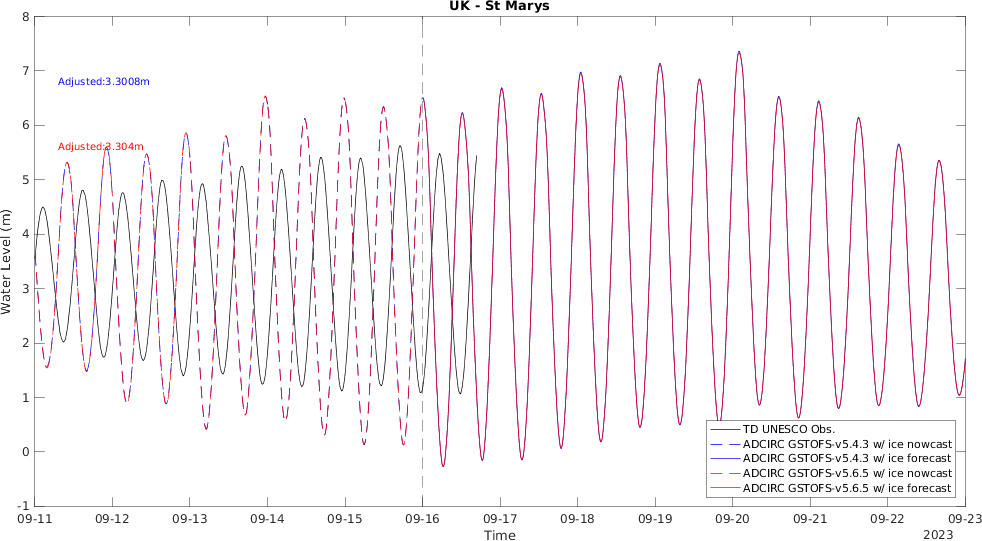 UK - St Marys
8
7
6
5
4
3
2
1
0
-1
Water Level (m)
Adjusted:3.3008m
Adjusted:3.304m
TD UNESCO Obs.
ADCIRC GSTOFS-v5.4.3 w/ ice nowcast
ADCIRC GSTOFS-v5.4.3 w/ ice forecast
ADCIRC GSTOFS-v5.6.5 w/ ice nowcast
ADCIRC GSTOFS-v5.6.5 w/ ice forecast
09-11 09-12 09-13 09-14 09-15 09-16 09-17 09-18 09-19 09-20 09-21 09-22 09-23
Time
2023